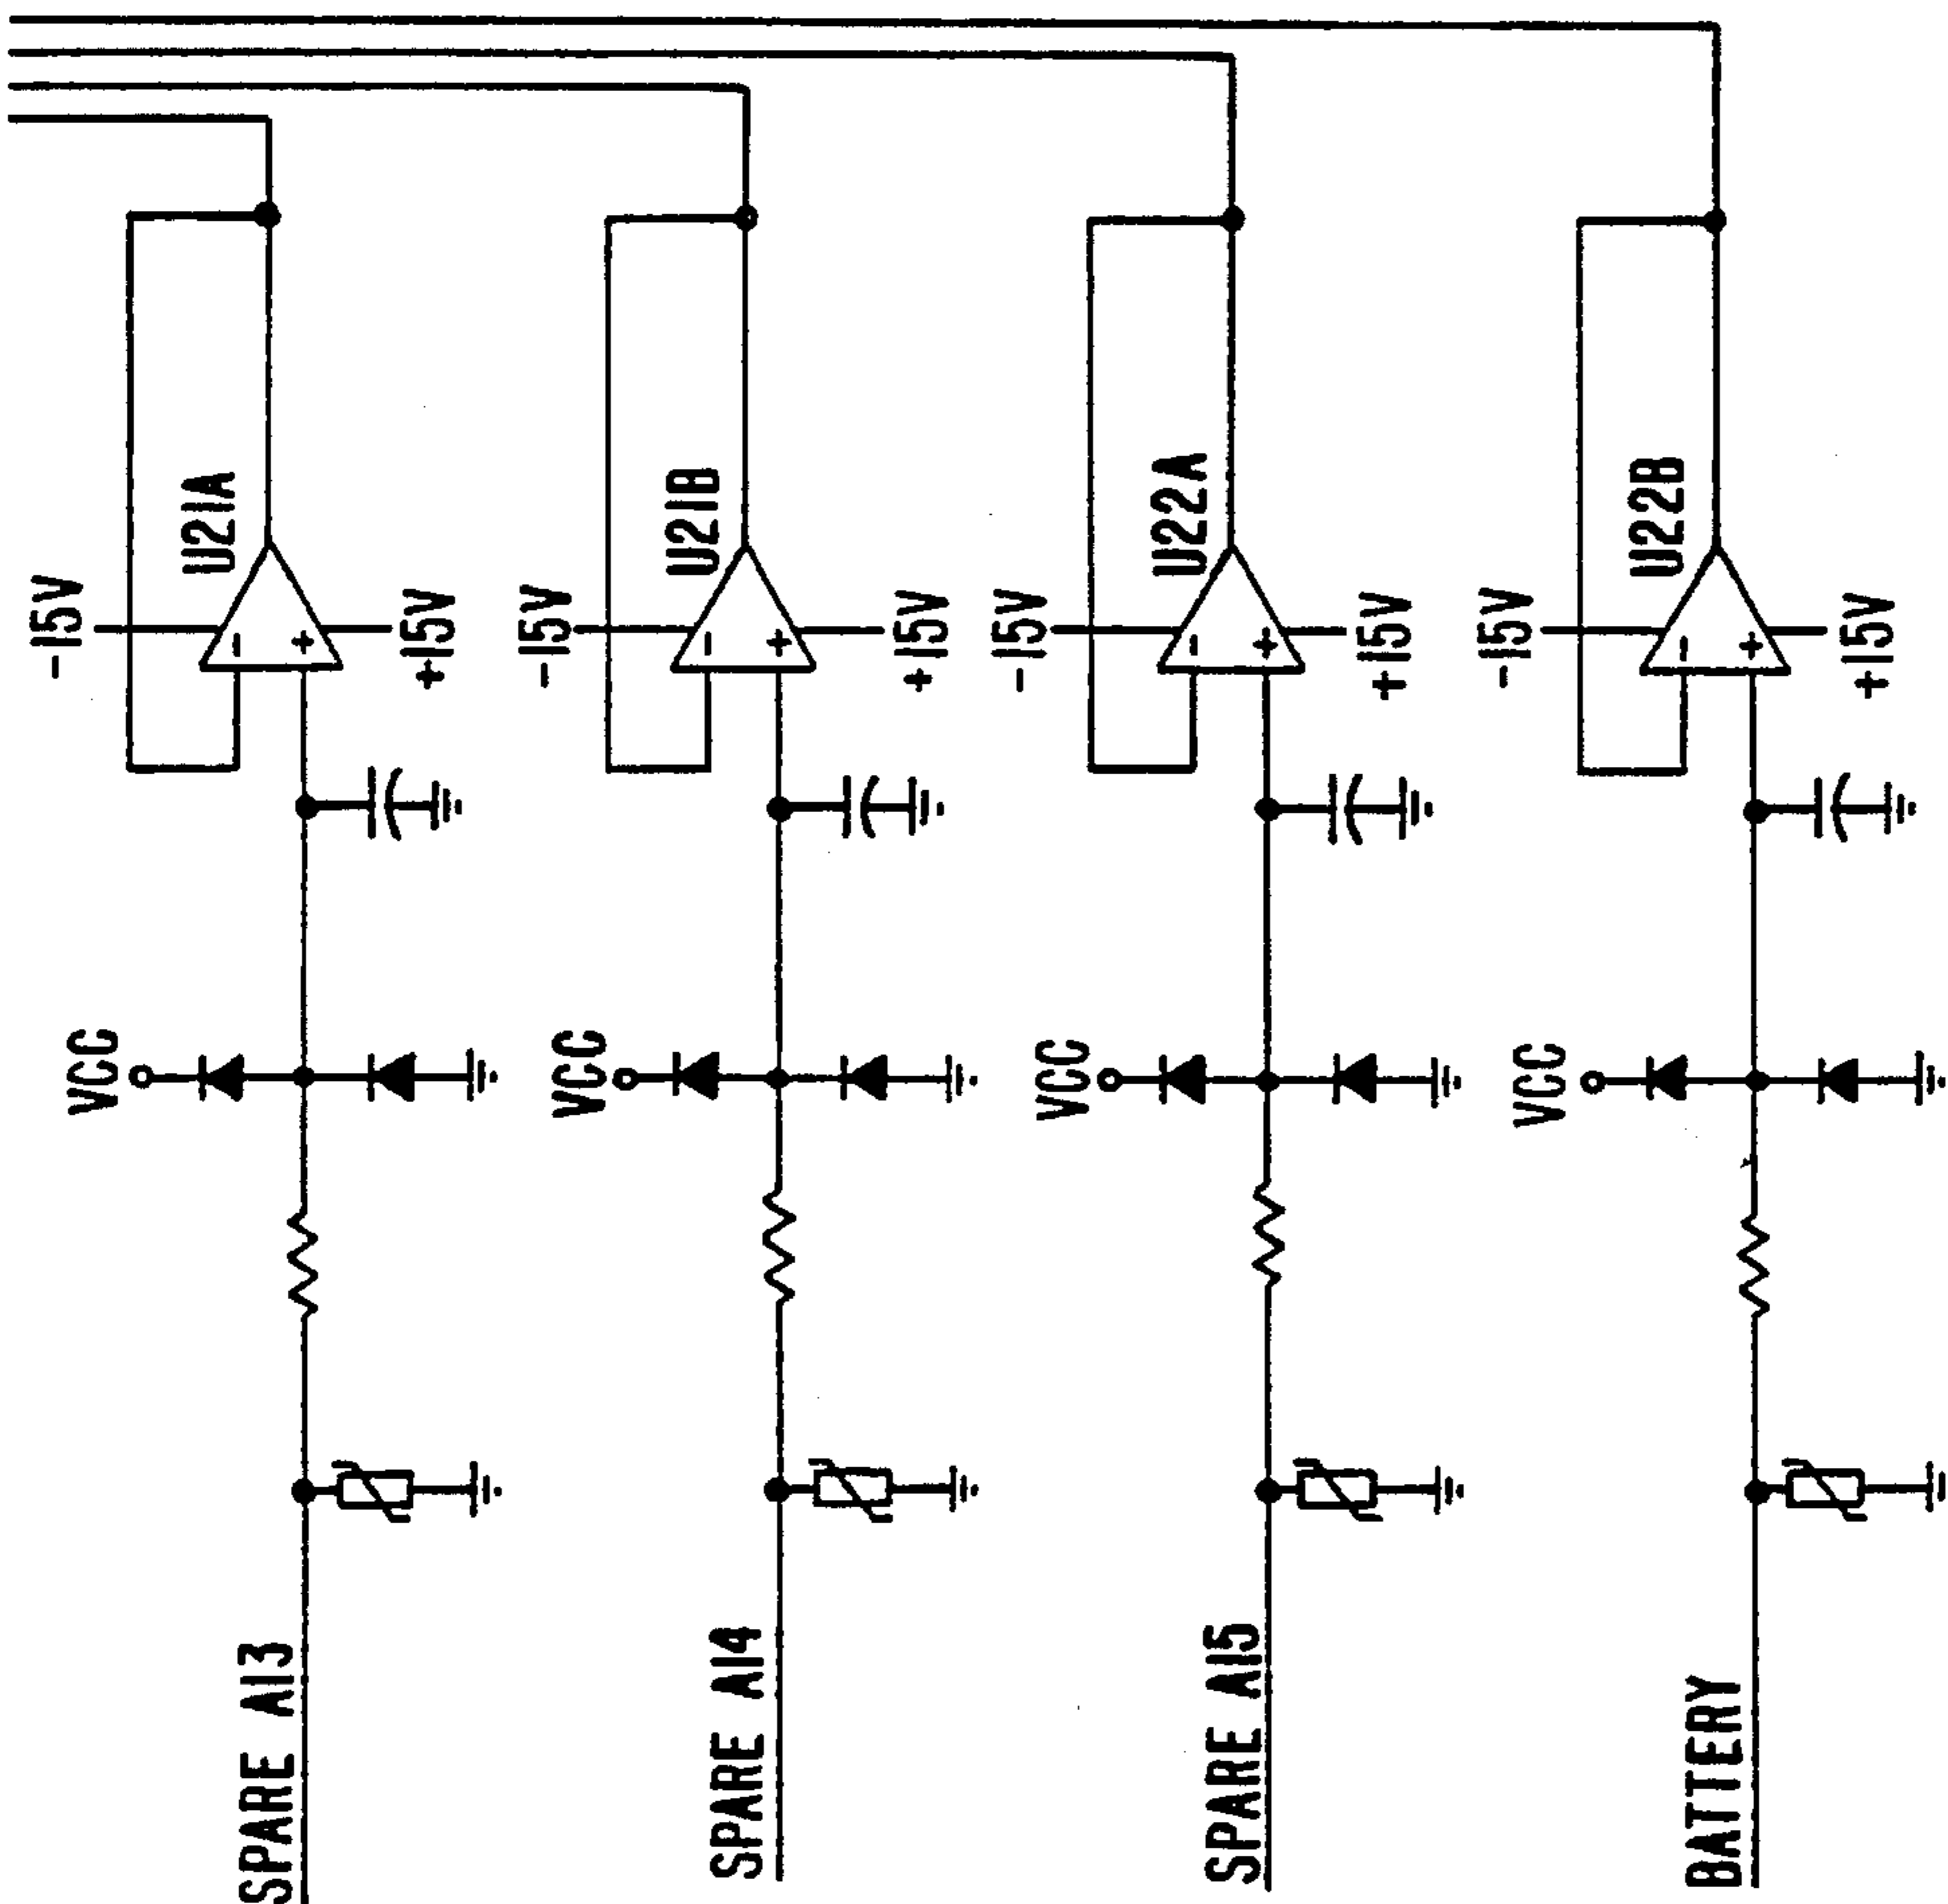 SPARE AI3
VCC
-15V
+15V
U21A
SPARE AI4
VCC
-15V
+15V
U21B
SPARE AI5
VCC
-15V
+15V
U22A
BATTERY
VCC
-15V
+15V
U22B